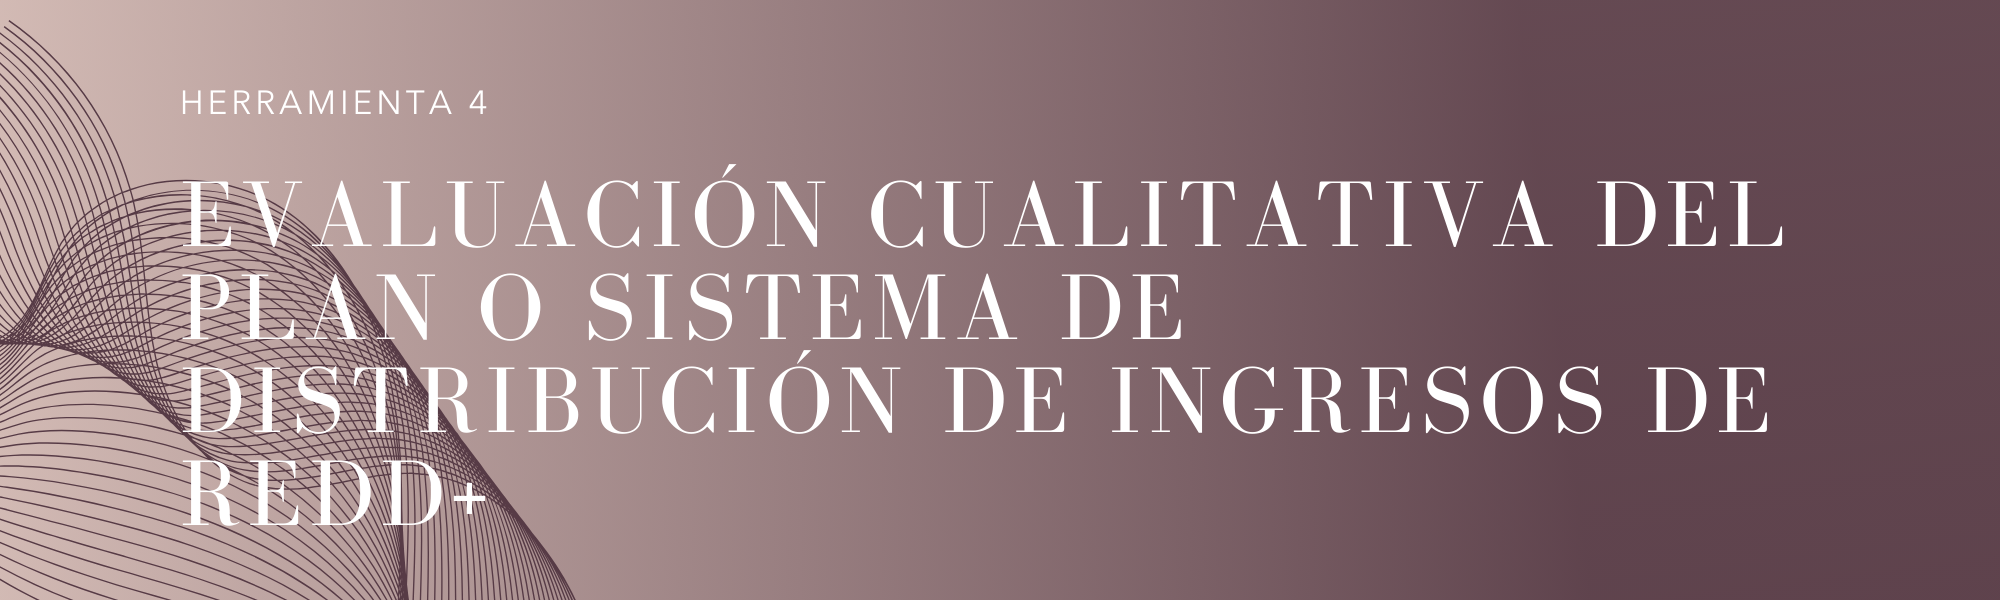 HERRAMIENTA 4
EVALUACIÓN CUALITATIVA DEL
PLAN O SISTEMA DE
DISTRIBUCIÓN DE INGRESOS DE
REDD+